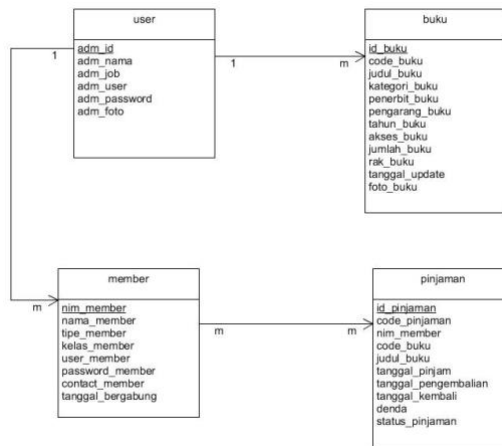 user
adm_id
adm_nama
adm_job
adm_user
adm_password
adm_foto
1
1
m
buku
id_buku
code_buku
judul_buku
kategori_buku
penerbit_buku
pengarang_buku
tahun_buku
akses_buku
jumlah_buku
rak_buku
tanggal_update
foto_buku
m
member
nim_member
nama_member
tipe_member
kelas_member
user_member
password_member
contact_member
tanggal_bergabung
m
m
pinjaman
id_pinjaman
code_pinjaman
nim_member
code_buku
judul_buku
tanggal_pinjam
tanggal_pengembalian
tanggal_kembali
denda
status_pinjaman